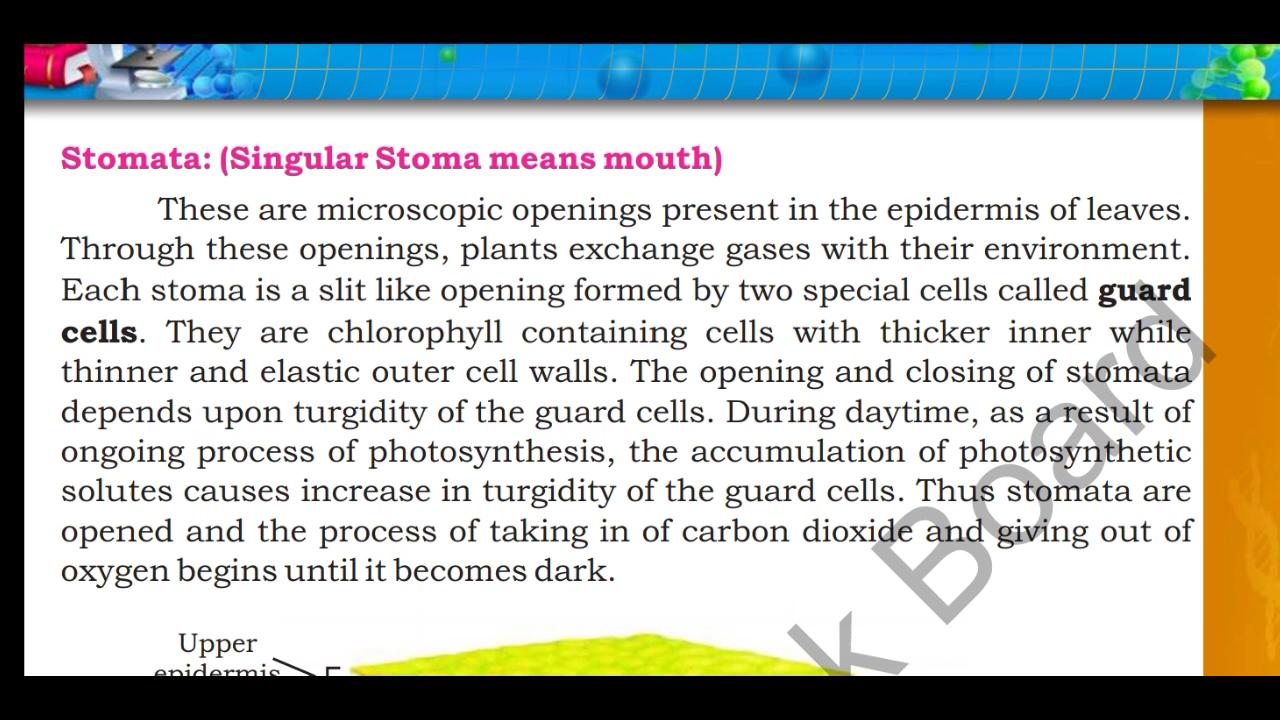 Stomata: (Singular Stoma means mouth)
These are microscopic openings present in the epidermis of leaves.
Through these openings, plants exchange gases with their environment.
Each stoma is a slit like opening formed by two special cells called guard
cells. They are chlorophyll containing cells with thicker inner while
thinner and elastic outer cell walls. The opening and closing of stomata
depends upon turgidity of the guard cells. During daytime, as a result of
ongoing process of photosynthesis, the accumulation of photosynthetic
solutes causes increase in turgidity of the guard cells. Thus stomata are
opened and the process of taking in of carbon dioxide and giving out of
oxygen begins until it becomes dark.
Upper
epidermis
k Board